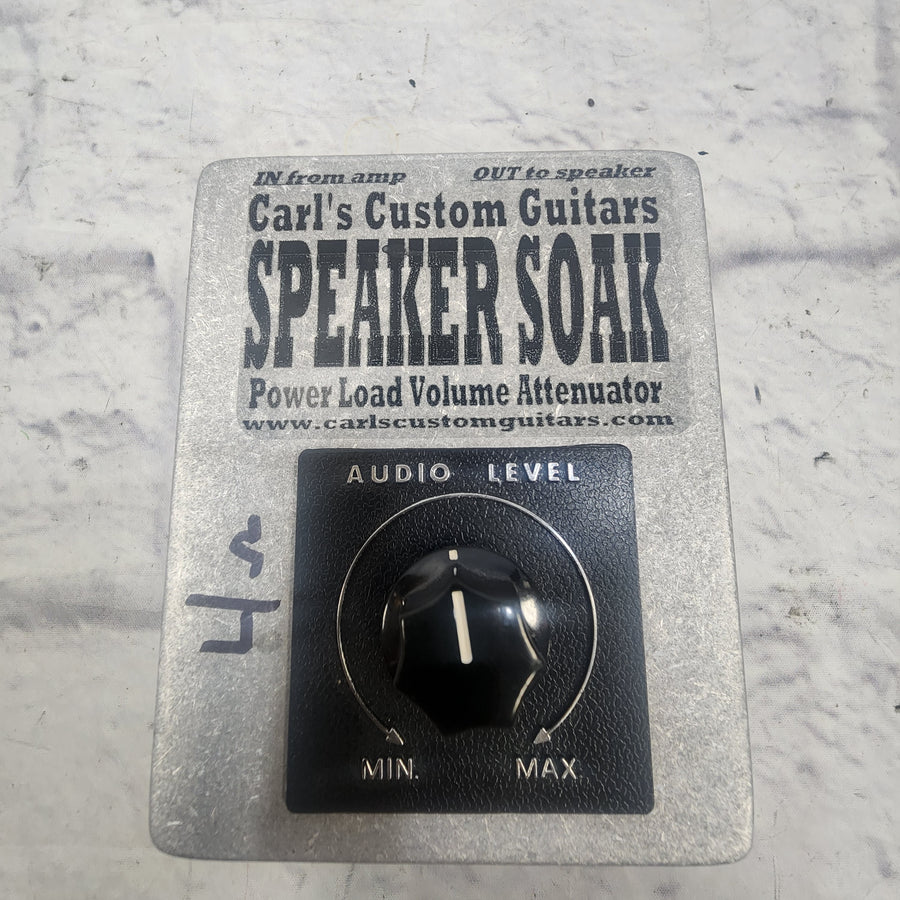 IN from amp OUT to speaker
Carl's Custom Guitars
SPEAKER SOAK
Power Load Volume Attenuator
www.carlscustomguitars.com
AUDIO LEVEL
MIN. MAX
4Ω